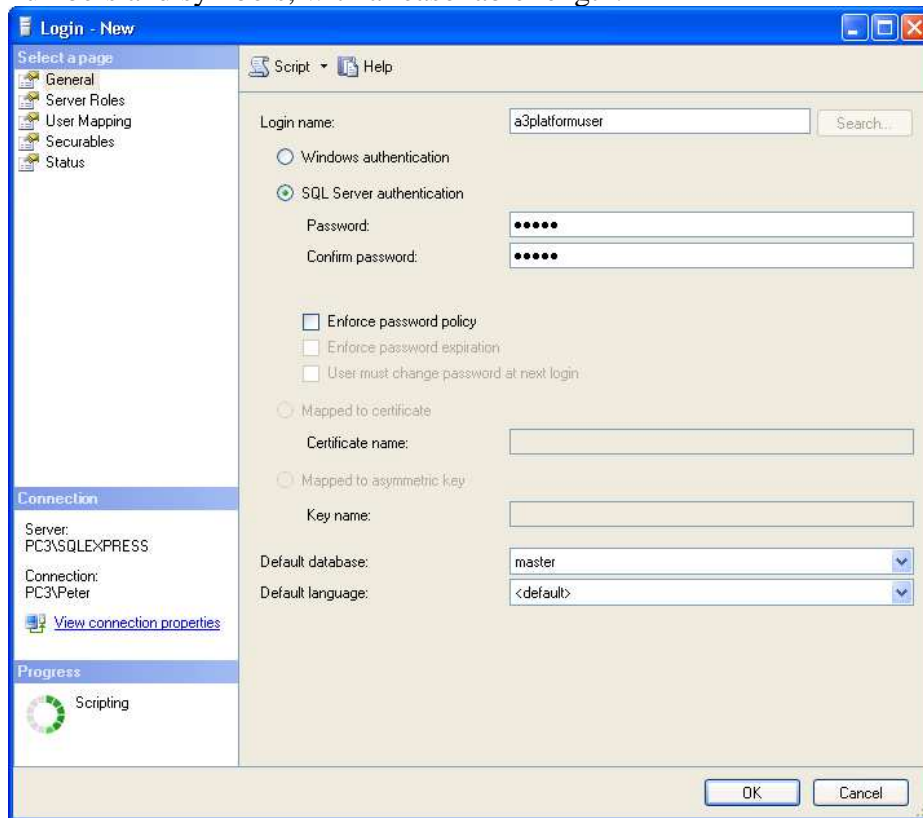 Login - New
Select a page
General
Server Roles
User Mapping
Securables
Status
Script
Help
Login name:
a3platformuser
Search...
Windows authentication
SQL Server authentication
Password:
●●●●●
Confirm password:
●●●●●
Enforce password policy
Enforce password expiration
User must change password at next login
Mapped to certificate
Certificate name:
Mapped to asymmetric key
Key name:
Default database:
master
Default language:
<default>
Connection
Server:
PC3\SQLEXPRESS
Connection:
PC3\Peter
View connection properties
Progress
Scripting
OK
Cancel